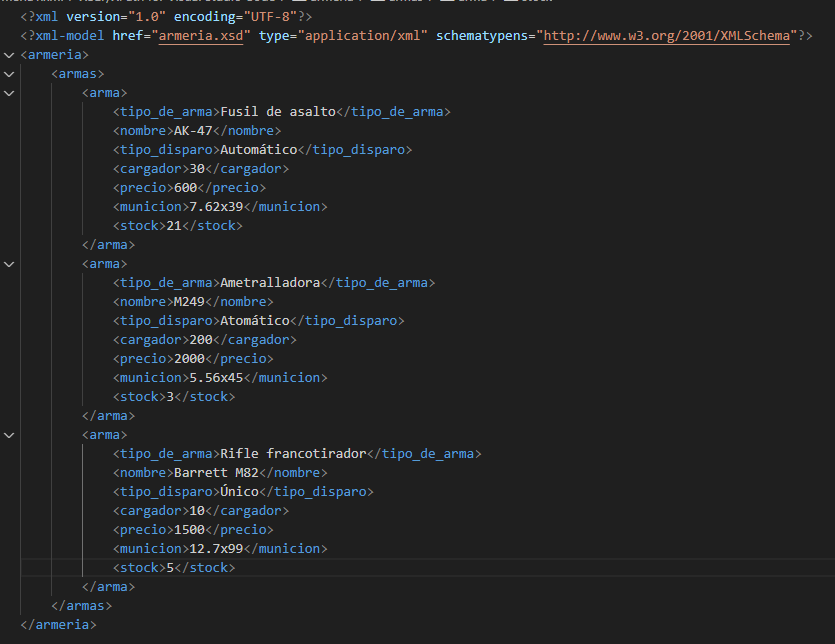 <?xml version="1.0" encoding="UTF-8"?>
<?xml-model href="armeria.xsd" type="application/xml" schematypens="http://www.w3.org/2001/XMLSchema"?>
<armeria>
<armas>
<arma>
<tipo_de_arma>Fusil de asalto</tipo_de_arma>
<nombre>AK-47</nombre>
<tipo_disparo>Automático</tipo_disparo>
<cargador>30</cargador>
<precio>600</precio>
<municion>7.62x39</municion>
<stock>21</stock>
</arma>
<arma>
<tipo_de_arma>Ametralladora</tipo_de_arma>
<nombre>M249</nombre>
<tipo_disparo>Atomático</tipo_disparo>
<cargador>200</cargador>
<precio>2000</precio>
<municion>5.56x45</municion>
<stock>3</stock>
</arma>
<arma>
<tipo_de_arma>Rifle francotirador</tipo_de_arma>
<nombre>Barrett M82</nombre>
<tipo_disparo>Único</tipo_disparo>
<cargador>10</cargador>
<precio>1500</precio>
<municion>12.7x99</municion>
<stock>5</stock>
</arma>
</armas>
</armeria>